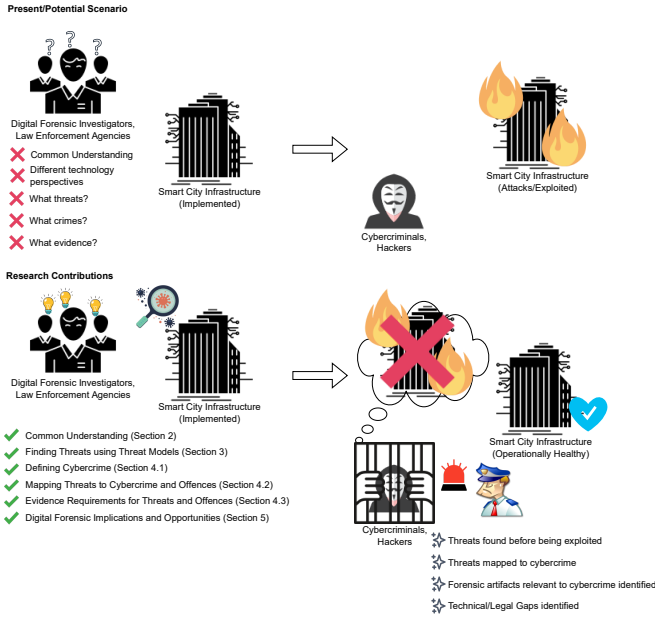 Present/Potential Scenario
? ? ?
Digital Forensic Investigators,
Law Enforcement Agencies
Common Understanding
Different technology
perspectives
What threats?
What crimes?
What evidence?
Smart City Infrastructure
(Implemented)
Cybercriminals,
Hackers
Smart City Infrastructure
(Attacks/Exploited)
Research Contributions
Digital Forensic Investigators,
Law Enforcement Agencies
Smart City Infrastructure
(Implemented)
Common Understanding (Section 2)
Finding Threats using Threat Models (Section 3)
Defining Cybercrime (Section 4.1)
Mapping Threats to Cybercrime and Offences (Section 4.2)
Evidence Requirements for Threats and Offences (Section 4.3)
Digital Forensic Implications and Opportunities (Section 5)
Smart City Infrastructure
(Operationally Healthy)
Cybercriminals,
Hackers
Threats found before being exploited
Threats mapped to cybercrime
Forensic artifacts relevant to cybercrime identified
Technical/Legal Gaps identified